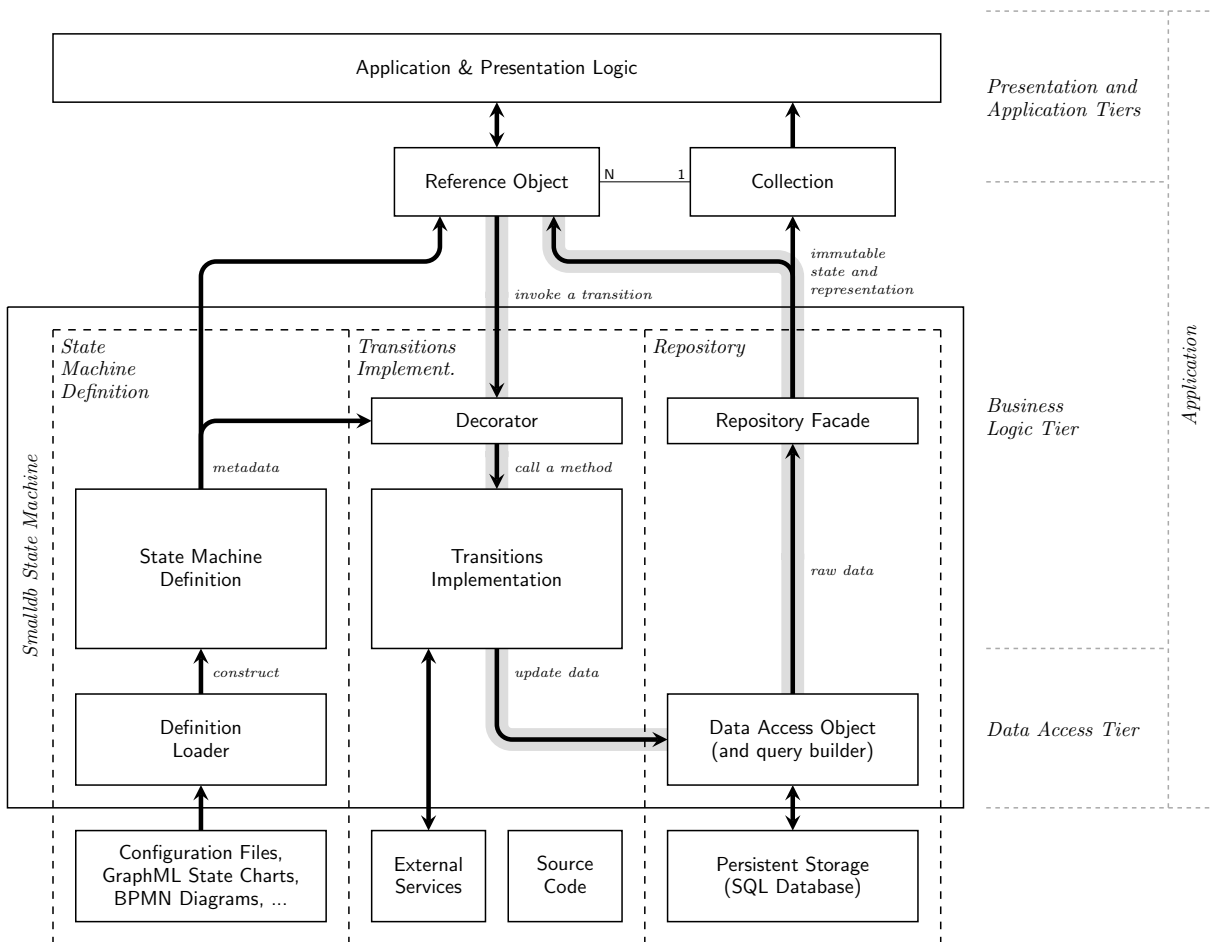 Application & Presentation Logic
Presentation and
Application Tiers
Reference Object
N
1
Collection
immutable
state and
representation
invoke a transition
State
Machine
Definition
Transitions
Implement.
Repository
Decorator
Repository Facade
Business
Logic Tier
Application
metadata
call a method
Smalldb State Machine
State Machine
Definition
Transitions
Implementation
raw data
construct
update data
Definition
Loader
Data Access Object
(and query builder)
Data Access Tier
Configuration Files,
GraphML State Charts,
BPMN Diagrams, ...
External
Services
Source
Code
Persistent Storage
(SQL Database)